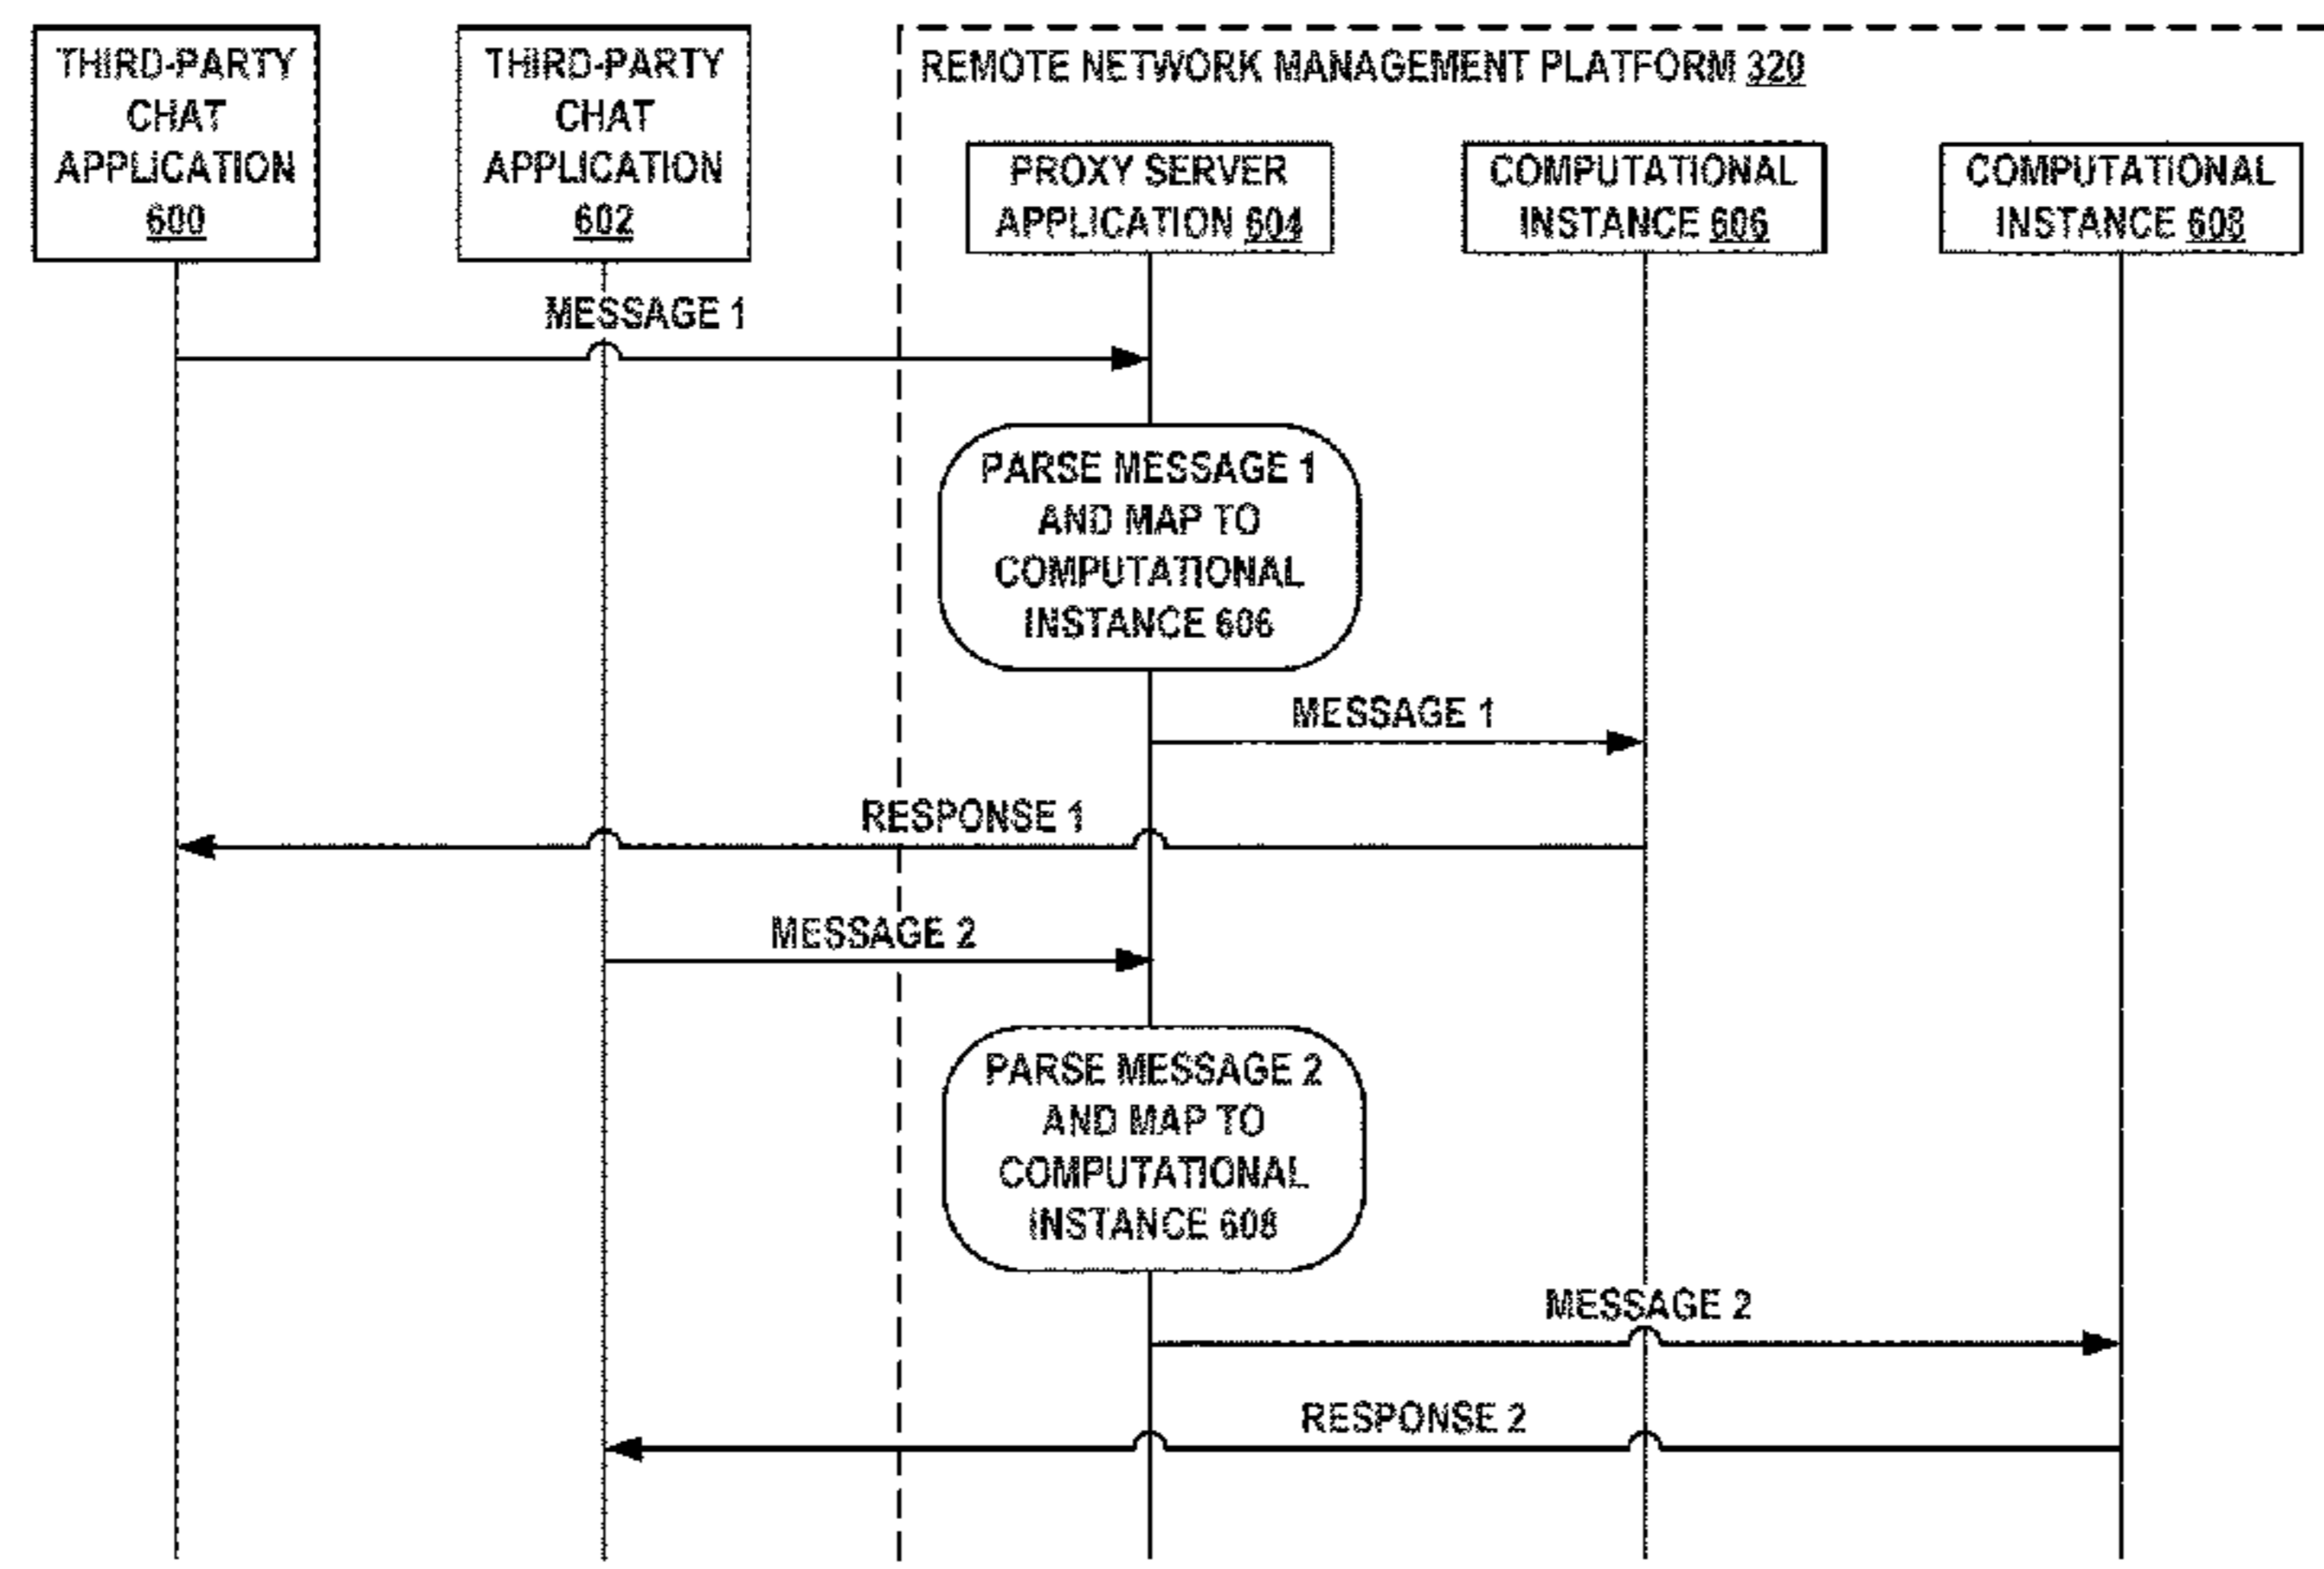 THIRD-PARTY
CHAT
APPLICATION
600
THIRD-PARTY
CHAT
APPLICATION
602
REMOTE NETWORK MANAGEMENT PLATFORM 320
PROXY SERVER
APPLICATION 604
COMPUTATIONAL
INSTANCE 606
COMPUTATIONAL
INSTANCE 608
MESSAGE 1
PARSE MESSAGE 1
AND MAP TO
COMPUTATIONAL
INSTANCE 606
MESSAGE 1
RESPONSE 1
MESSAGE 2
PARSE MESSAGE 2
AND MAP TO
COMPUTATIONAL
INSTANCE 608
MESSAGE 2
RESPONSE 2